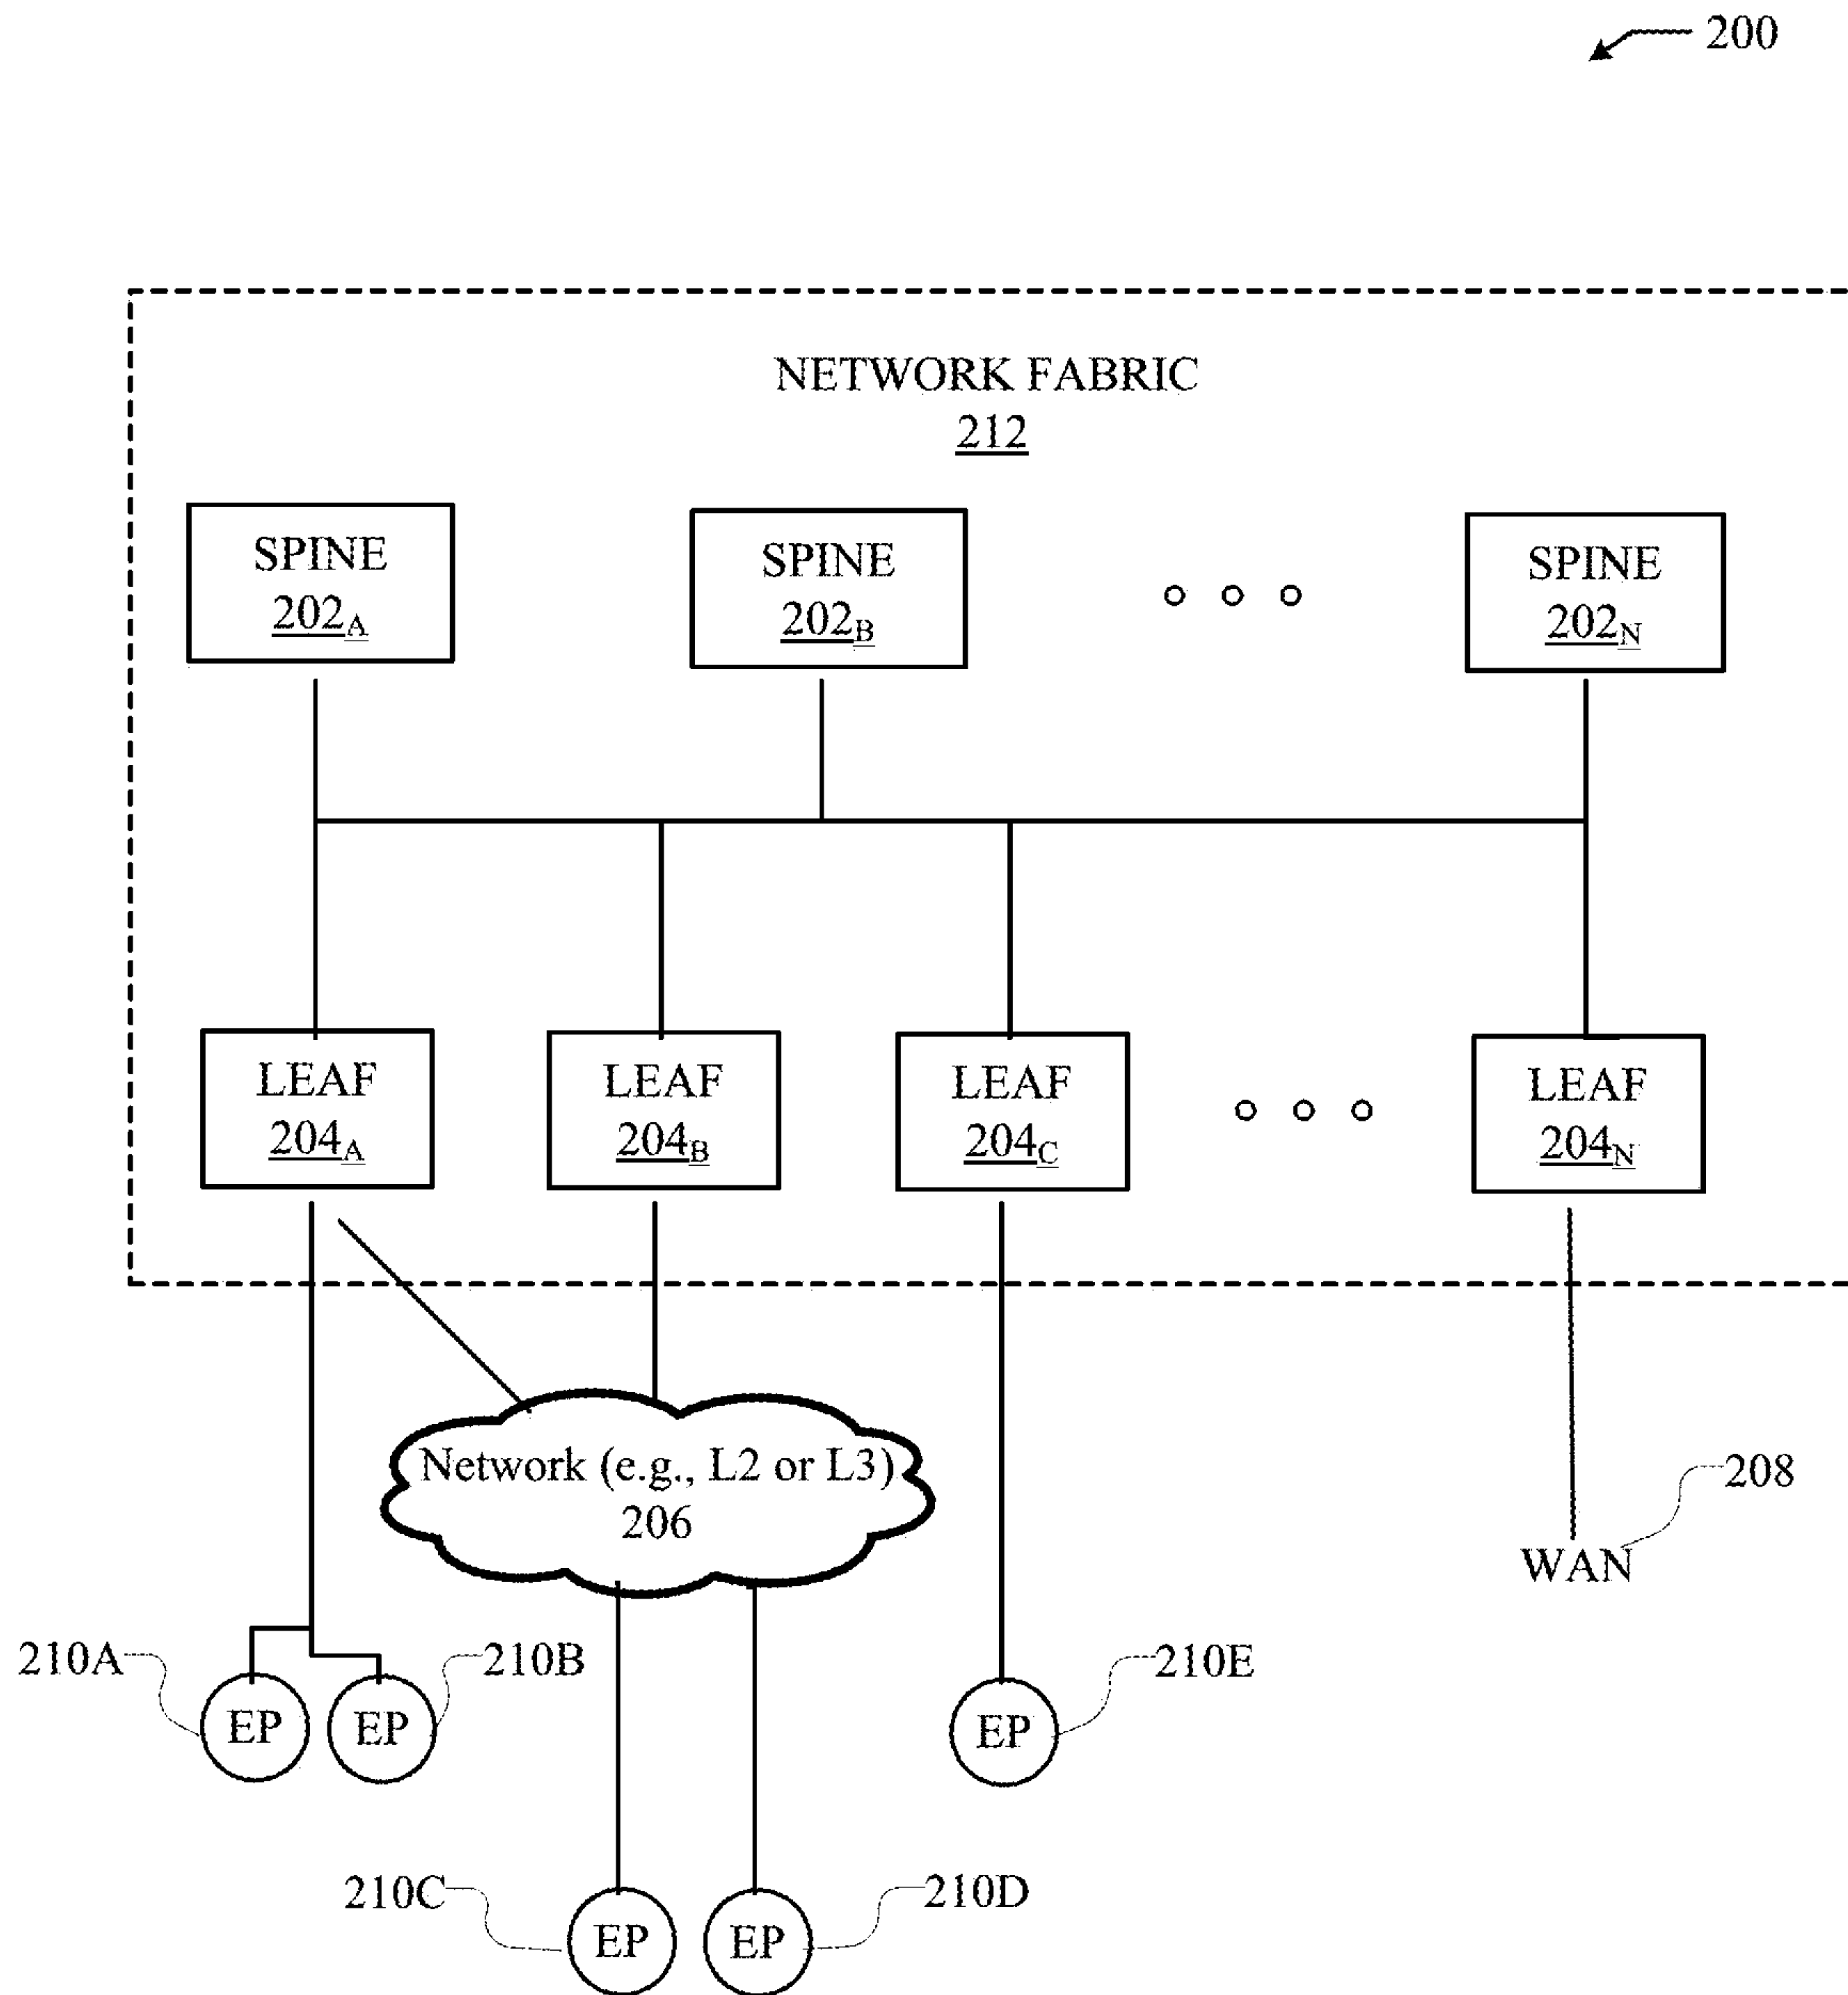 200
NETWORK FABRIC
212
SPINE
202A
SPINE
202B
SPINE
202N
LEAF
204A
LEAF
204B
LEAF
204C
LEAF
204N
Network (e.g., L2 or L3)
206
208
WAN
210A
EP
210B
EP
210E
EP
210C
EP
210D
EP